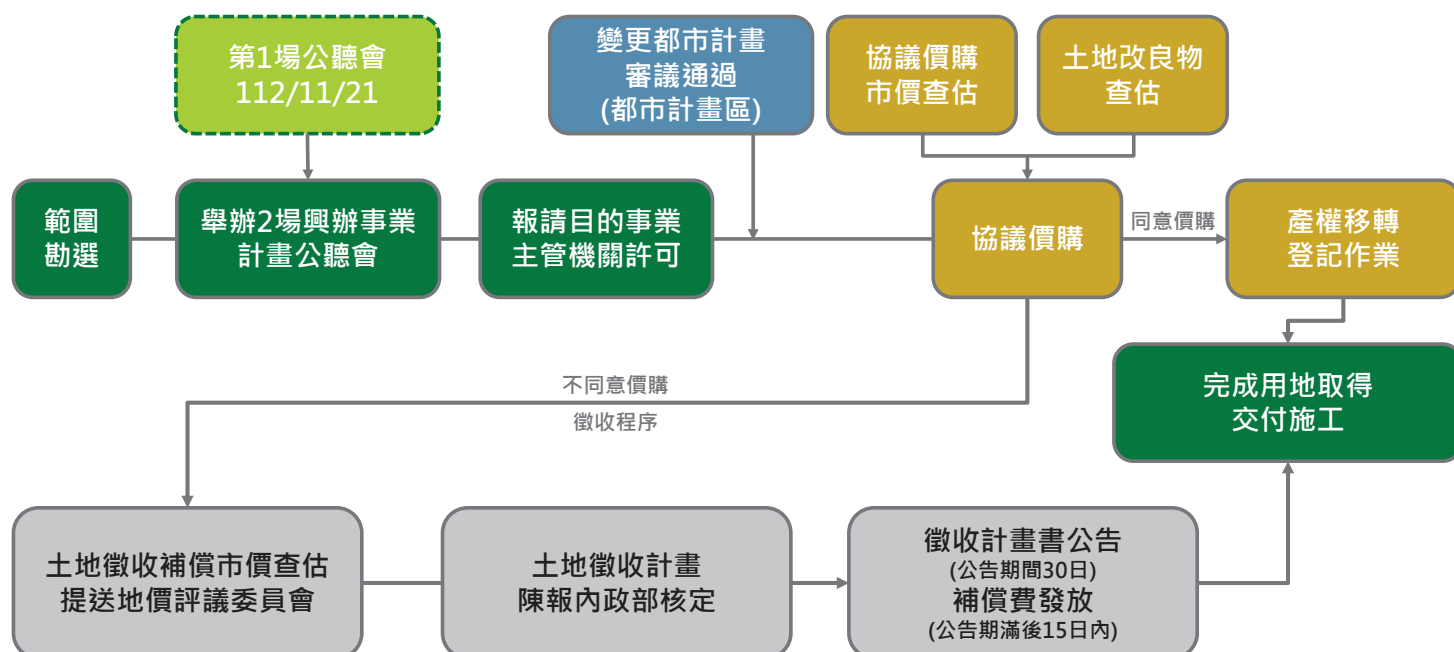 第1場公聽會
112/11/21
變更都市計畫
審議通過
(都市計畫區)
協議價購
市價查估
土地改良物
查估
範圍
勘選
舉辦2場興辦事業
計畫公聽會
報請目的事業
主管機關許可
協議價購
同意價購
產權移轉
登記作業
不同意價購
徵收程序
完成用地取得
交付施工
土地徵收補償市價查估
提送地價評議委員會
土地徵收計畫
陳報內政部核定
徵收計畫書公告
(公告期間30日)
補償費發放
(公告期滿後15日內)